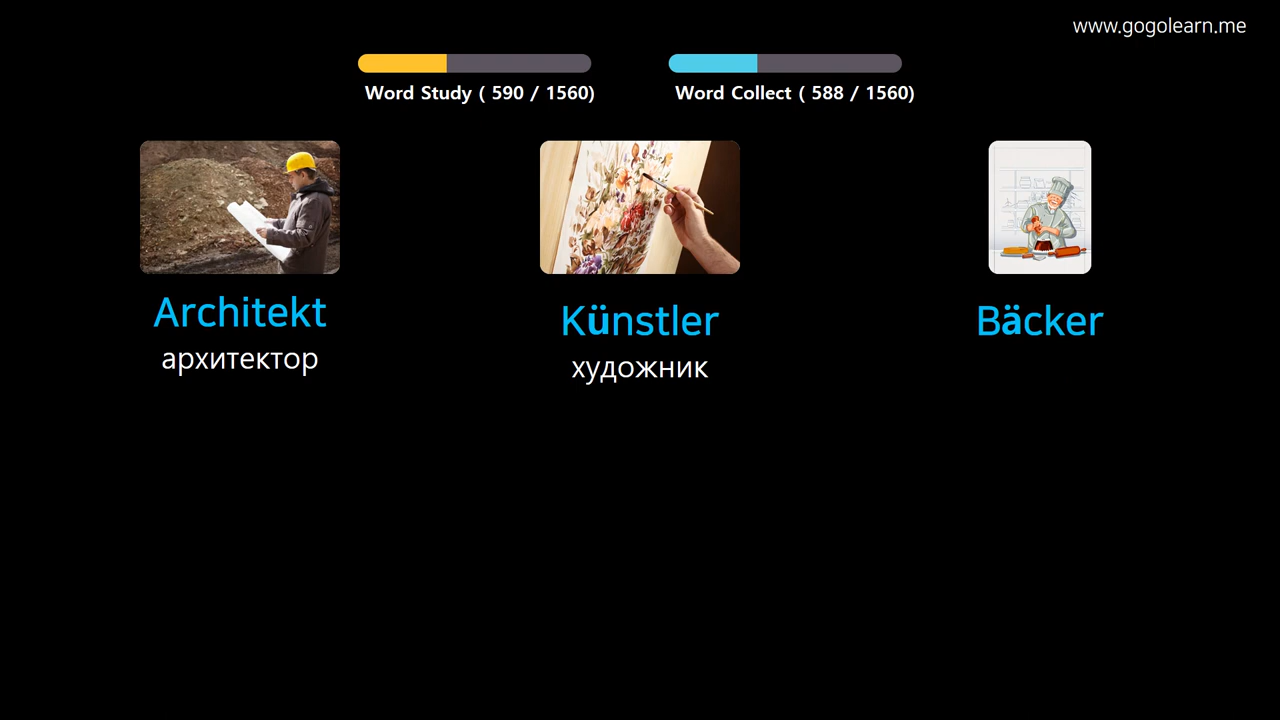 www.gogolearn.me
Word Study ( 590 / 1560)
Word Collect ( 588 / 1560)
Architekt
архитектор
Künstler
художник
Bäcker